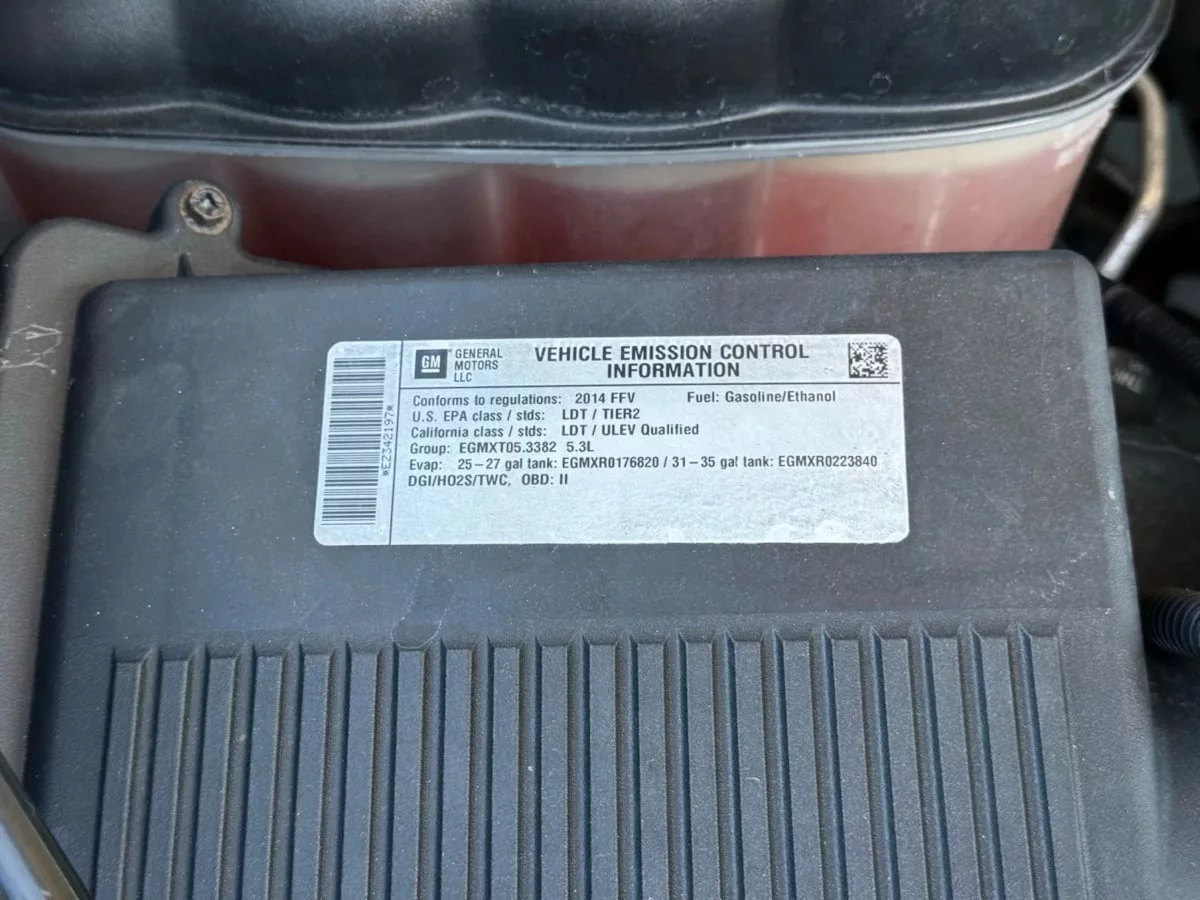 GM GENERAL MOTORS LLC
VEHICLE EMISSION CONTROL
INFORMATION
Conforms to regulations: 2014 FFV Fuel: Gasoline/Ethanol
U.S. EPA class / stds: LDT / TIER2
California class / stds: LDT / ULEV Qualified
Group: EGMXT05.3382 5.3L
Evap: 25-27 gal tank: EGMXR0176820 / 31-35 gal tank: EGMXR0223840
DGI/HO2S/TWC, OBD: II
*EZ342197*